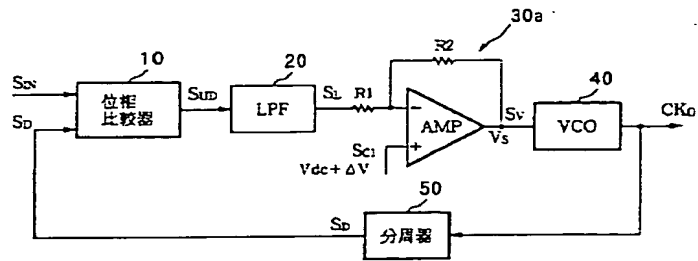 30a
10
20
R2
40
SIN
SD
位相
比較器
SUD
LPF
SL
R1
−
+
AMP
SV
VS
VCO
CKO
SC1
Vdc+ΔV
50
SD
分周器